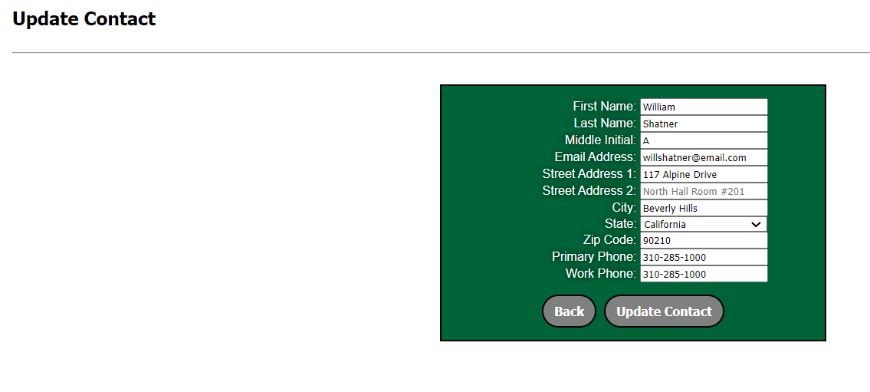 Update Contact
First Name: William
Last Name: Shatner
Middle Initial: A
Email Address: willshatner@email.com
Street Address 1: 117 Alpine Drive
Street Address 2: North Hall Room #201
City: Beverly Hills
State: California
Zip Code: 90210
Primary Phone: 310-285-1000
Work Phone: 310-285-1000
Back Update Contact